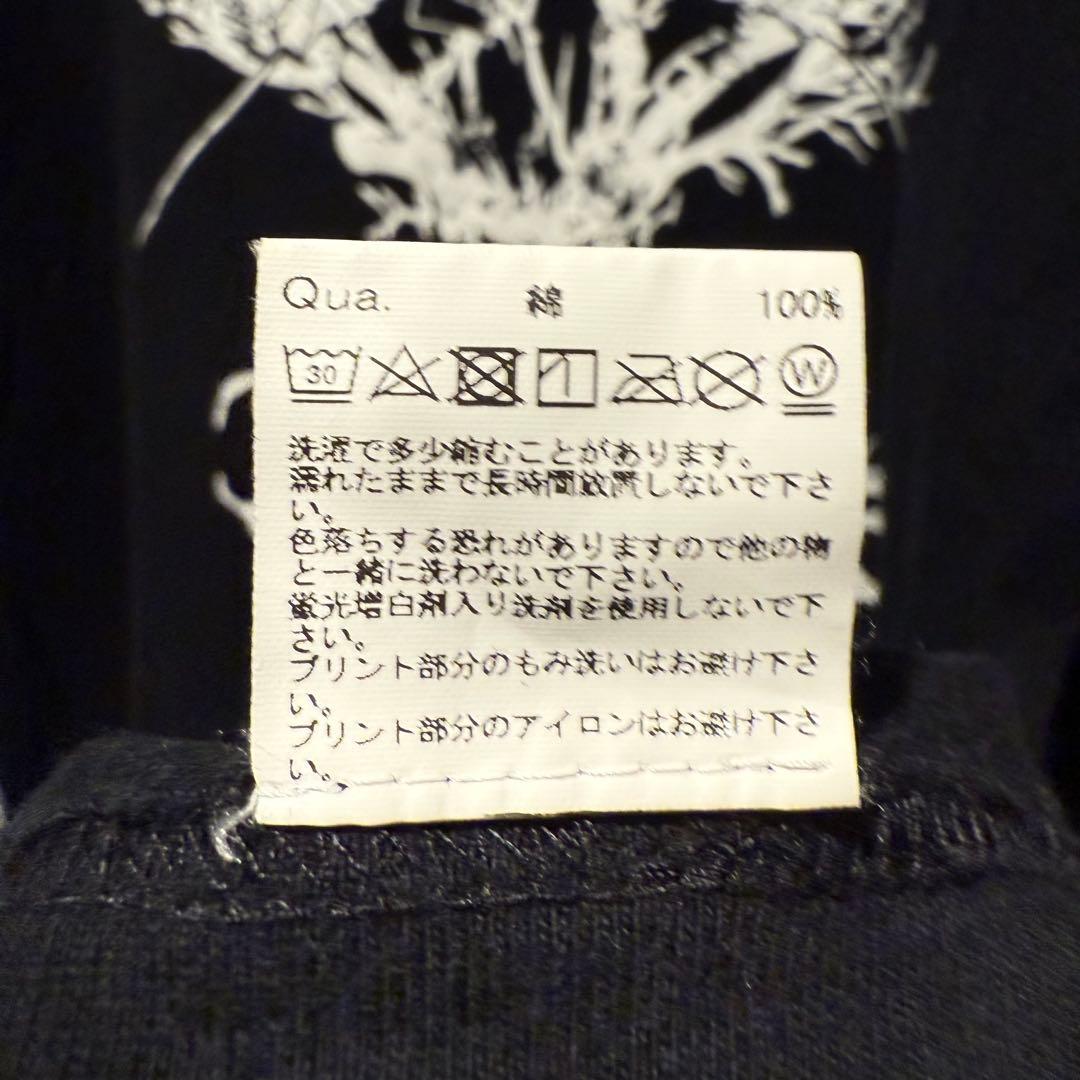 Qua. 綿 100%
30 W
洗濯で多少縮むことがあります。
濡れたままで長時間放置しないで下さ
い。
色落ちする恐れがありますので他の物
と一緒に洗わないで下さい。
蛍光増白剤入り洗剤を使用しないで下
さい。
プリント部分のもみ洗いはお避け下さ
い。
プリント部分のアイロンはお避け下さ
い。